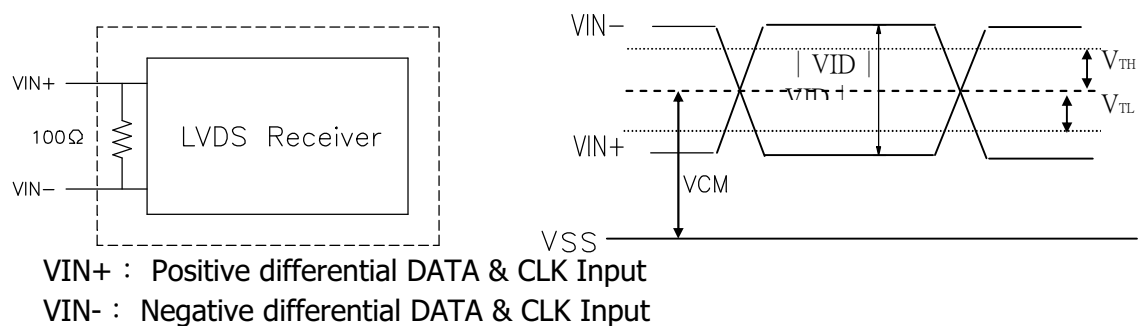 VIN+
100Ω
VIN−
LVDS Receiver
VIN−
VIN+
| VID |
VTH
VTL
VCM
VSS
VIN+ : Positive differential DATA & CLK Input
VIN- : Negative differential DATA & CLK Input